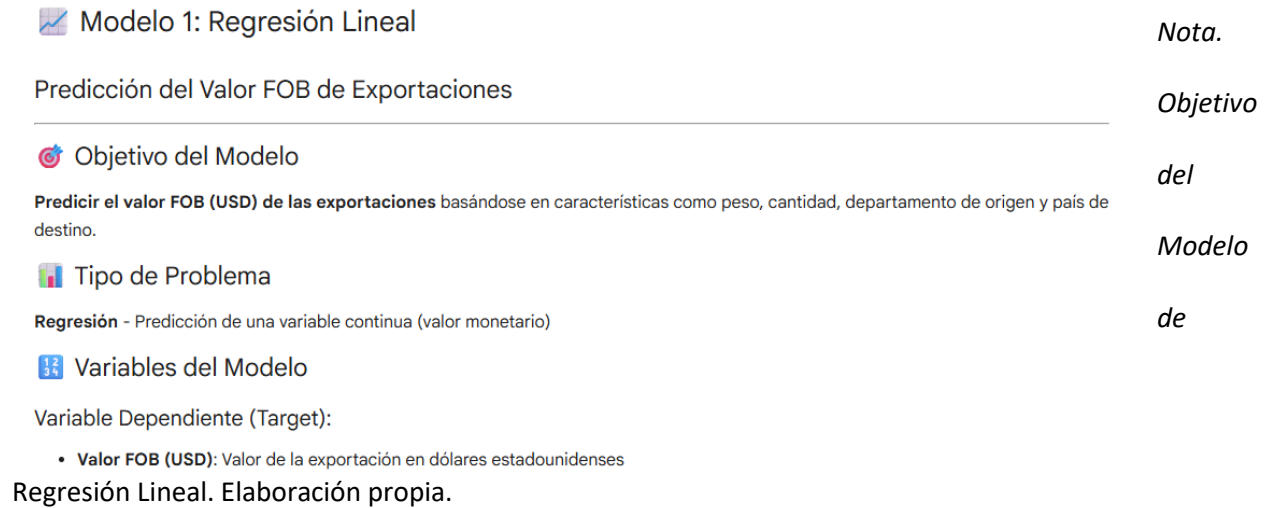 Modelo 1: Regresión Lineal
Predicción del Valor FOB de Exportaciones
Objetivo del Modelo
Predicir el valor FOB (USD) de las exportaciones basándose en características como peso, cantidad, departamento de origen y país de
destino.
Tipo de Problema
Regresión - Predicción de una variable continua (valor monetario)
Variables del Modelo
Variable Dependiente (Target):
• Valor FOB (USD): Valor de la exportación en dólares estadounidenses
Nota.
Objetivo
del
Modelo
de
Regresión Lineal. Elaboración propia.